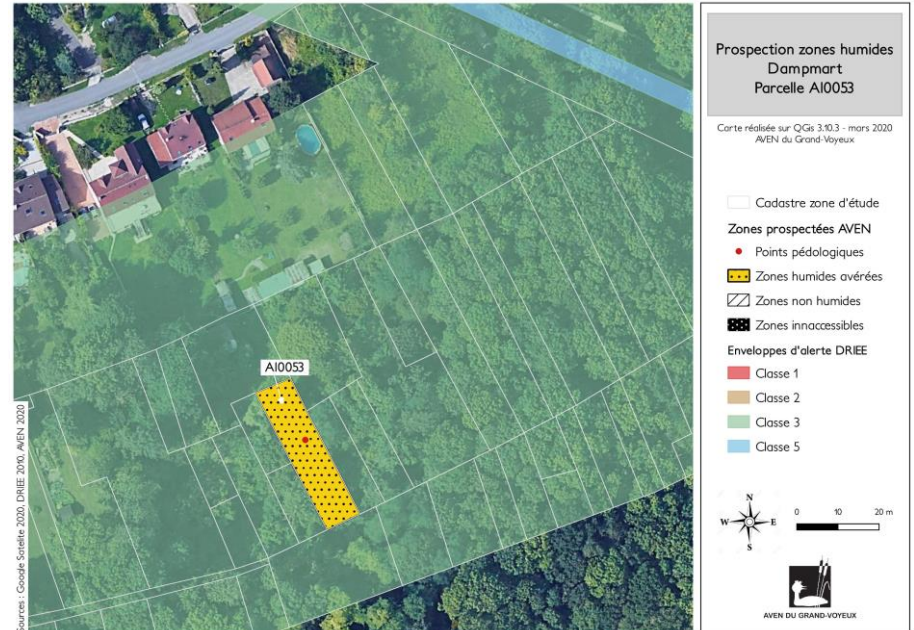 Prospection zones humides
Dampmart
Parcelle AI0053
Carte réalisée sur QGis 3.10.3 - mars 2020
AVEN du Grand-Voyeux
Cadastre zone d'étude
Zones prospectées AVEN
Points pédologiques
Zones humides avérées
Zones non humides
Zones innaccessibles
Enveloppes d'alerte DRIEE
Classe 1
Classe 2
Classe 3
Classe 5
N
W E
S
0 10 20 m
AVEN DU GRAND-VOYEUX
AI0053
Sources : Google Satelite 2020, DRIEE 2010, AVEN 2020